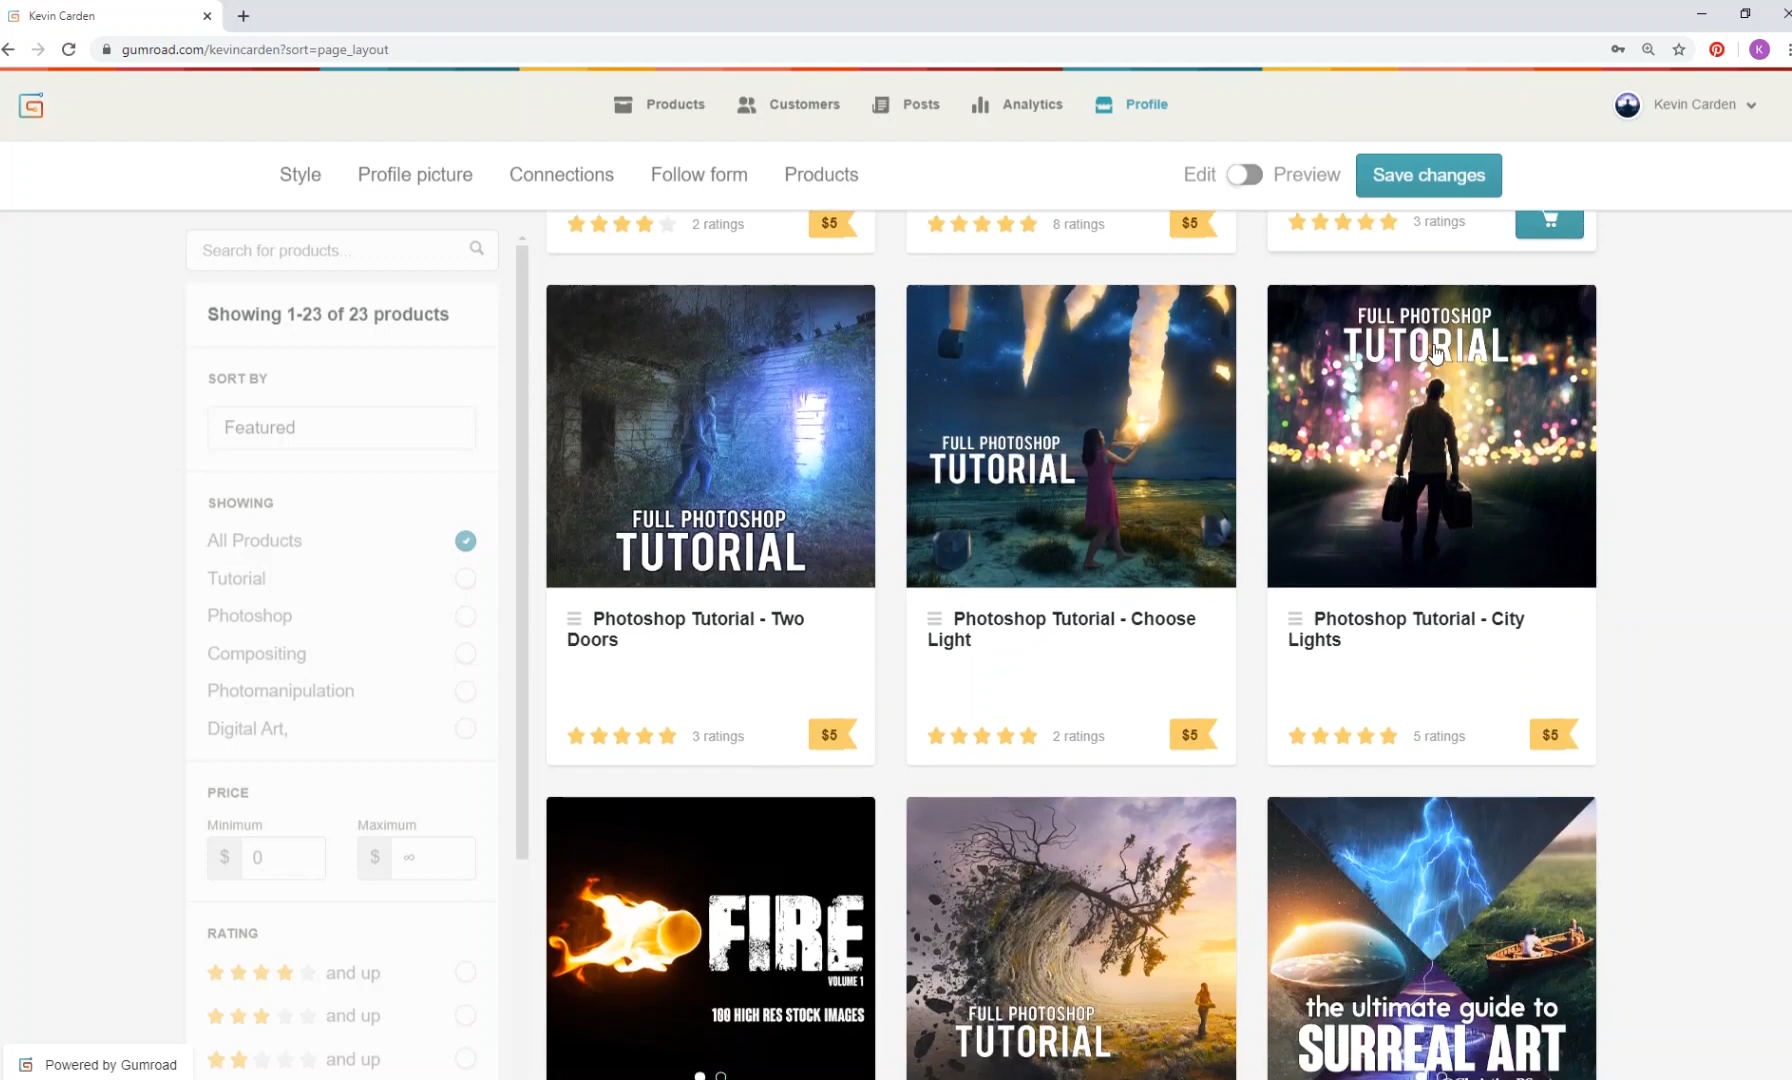 Kevin Carden
gumroad.com/kevincarden?sort=page_layout
K
Products
Customers
Posts
Analytics
Profile
Kevin Carden
Style
Profile picture
Connections
Follow form
Products
Edit
Preview
Save changes
Search for products...
Showing 1-23 of 23 products
SORT BY
Featured
SHOWING
All Products
Tutorial
Photoshop
Compositing
Photomanipulation
Digital Art,
PRICE
Minimum
Maximum
$ 0
$ ∞
RATING
and up
and up
and up
Powered by Gumroad
2 ratings
$5
8 ratings
$5
3 ratings
FULL PHOTOSHOP
TUTORIAL
Photoshop Tutorial - Two
Doors
3 ratings
$5
FULL PHOTOSHOP
TUTORIAL
Photoshop Tutorial - Choose
Light
2 ratings
$5
FULL PHOTOSHOP
TUTORIAL
Photoshop Tutorial - City
Lights
5 ratings
$5
FIRE
VOLUME 1
100 HIGH RES STOCK IMAGES
FULL PHOTOSHOP
TUTORIAL
the ultimate guide to
SURREAL ART